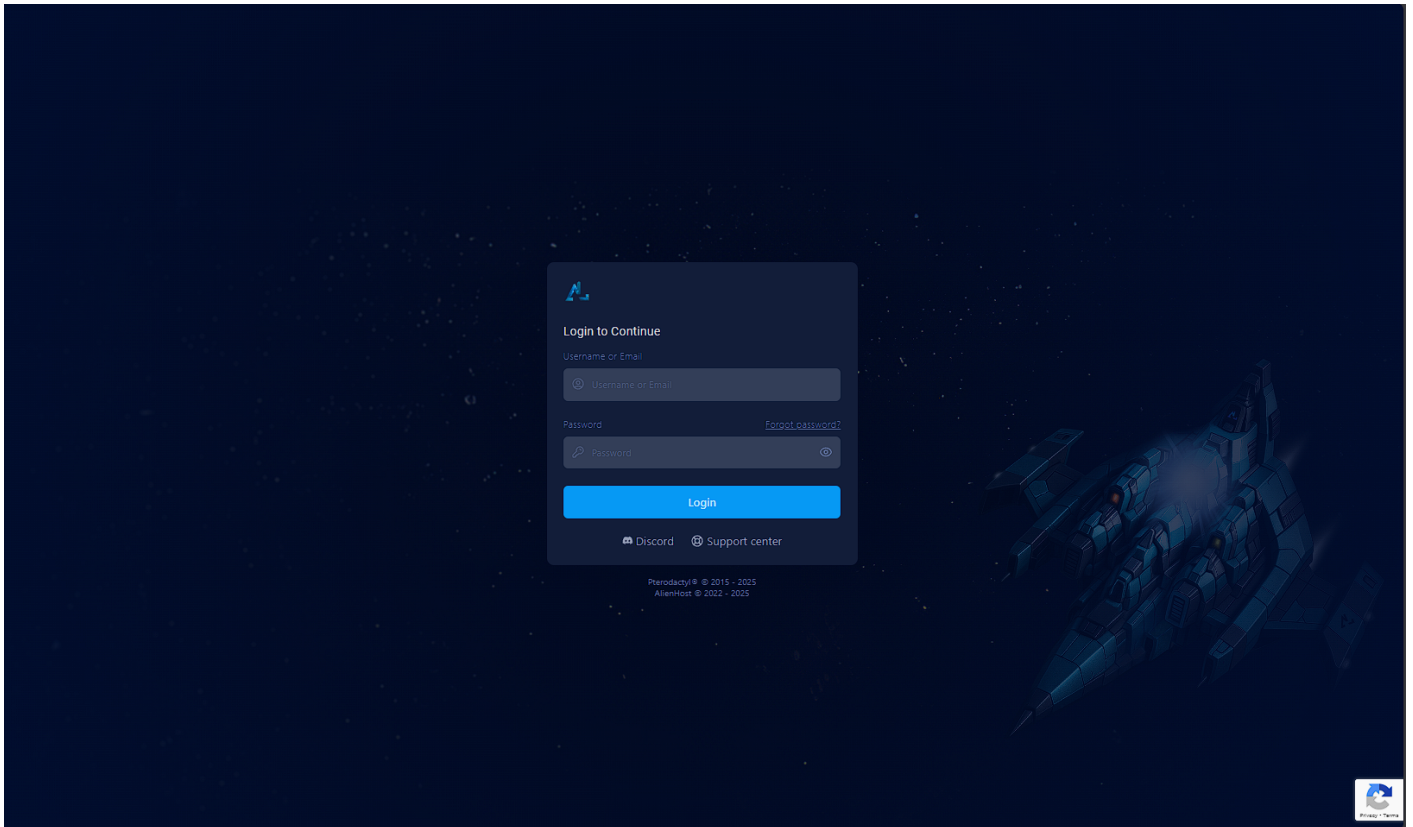 Login to Continue
Username or Email
Username or Email
Password Forgot password?
Password
Login
Discord Support center
Pterodactyl® © 2015 - 2025
AlienHost © 2022 - 2025
Privacy - Terms